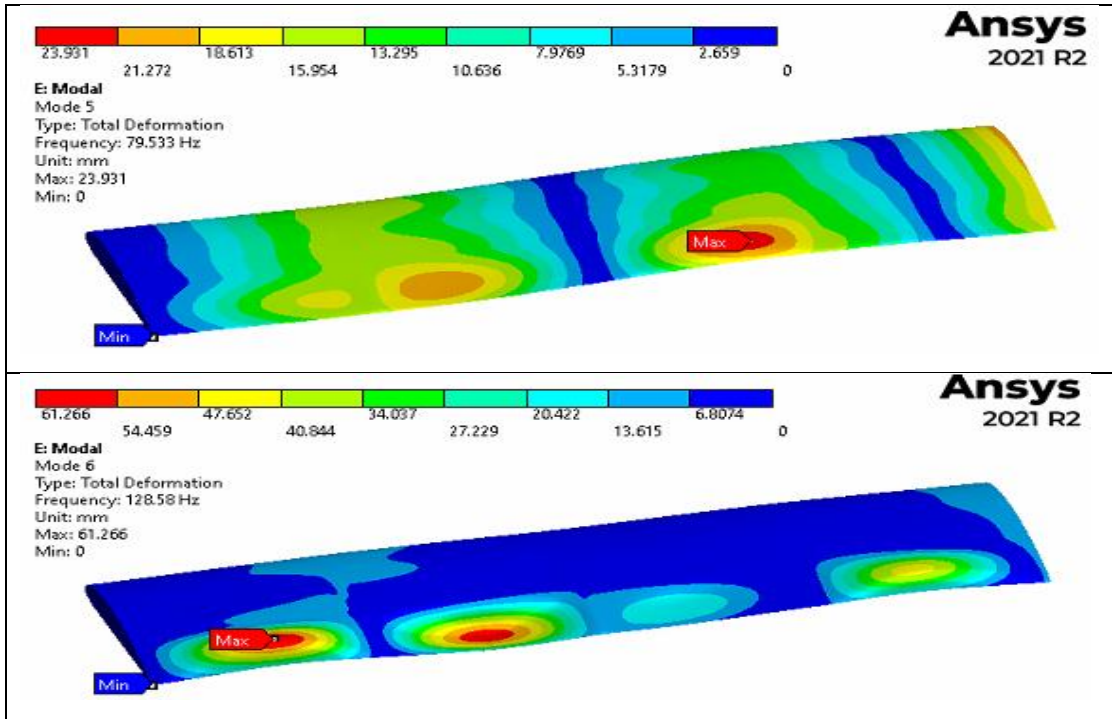 Ansys
2021 R2
23.931 18.613 13.295 7.9769 2.659
21.272 15.954 10.636 5.3179 0
E: Modal
Mode 5
Type: Total Deformation
Frequency: 79.533 Hz
Unit: mm
Max: 23.931
Min: 0
Max
Min
Ansys
2021 R2
61.266 47.652 34.037 20.422 6.8074
54.459 40.844 27.229 13.615 0
E: Modal
Mode 6
Type: Total Deformation
Frequency: 128.58 Hz
Unit: mm
Max: 61.266
Min: 0
Max
Min